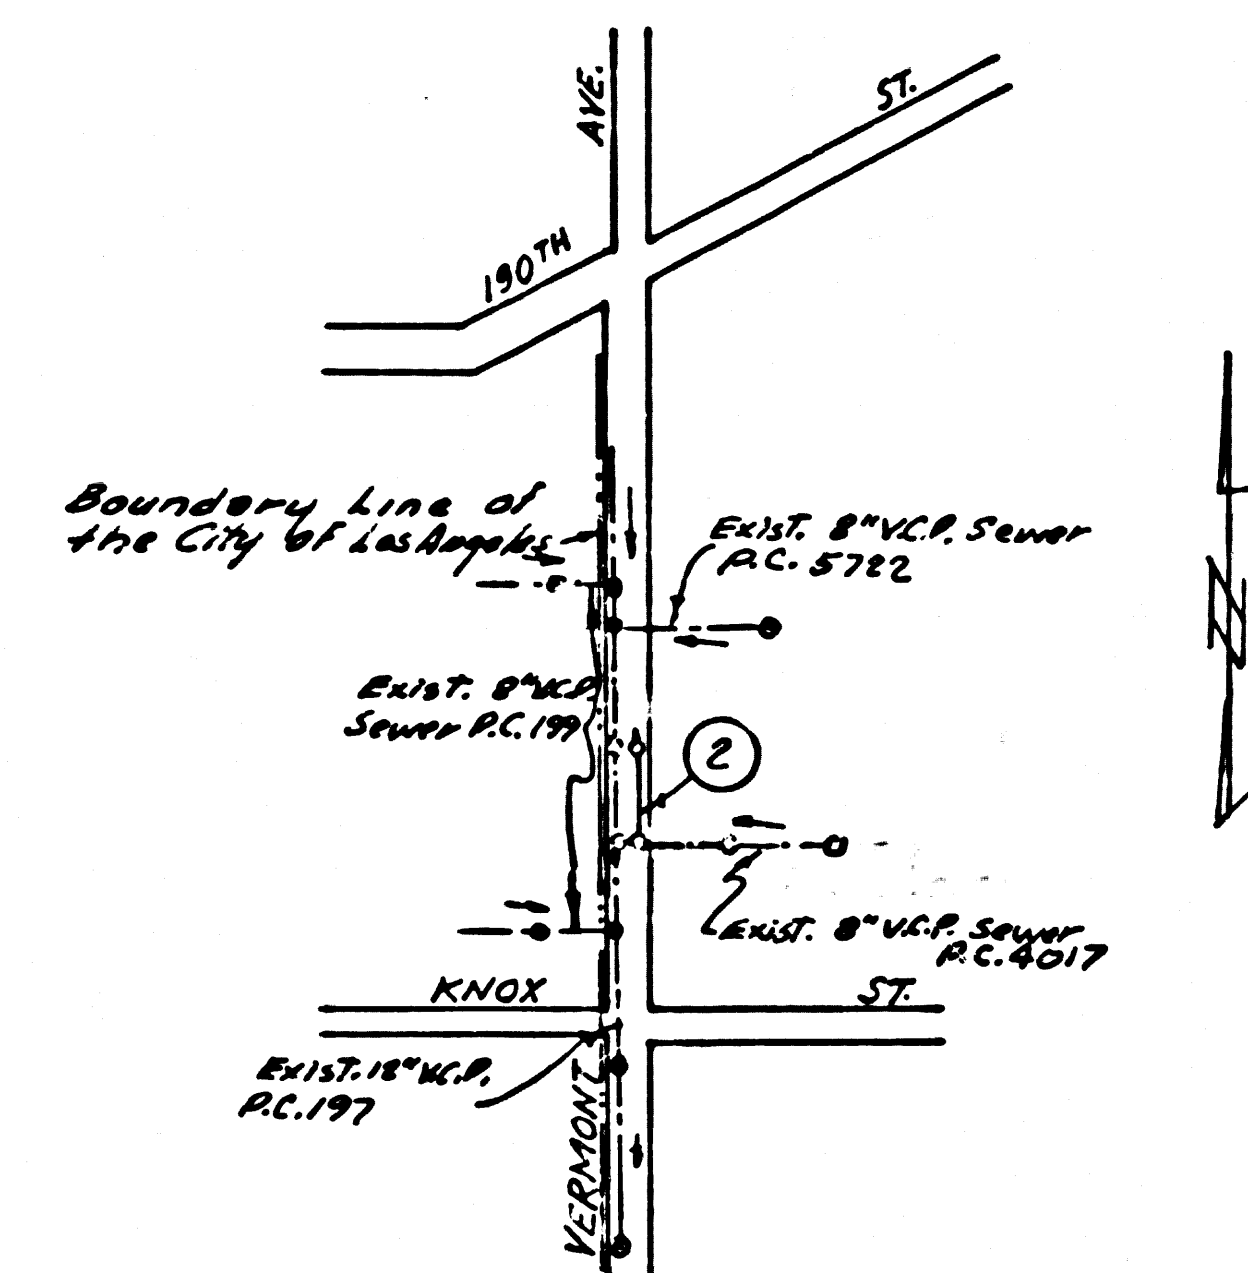 AVE.
ST.
190TH
Boundary Line of
the City of Los Angeles
Exist. 8" V.C.P. Sewer
P.C. 5722
Exist. 8" V.C.P.
Sewer P.C. 199
2
Exist. 8" V.C.P. Sewer
P.C. 4017
KNOX
ST.
Exist. 18" V.C.P.
P.C. 197
VERMONT
N